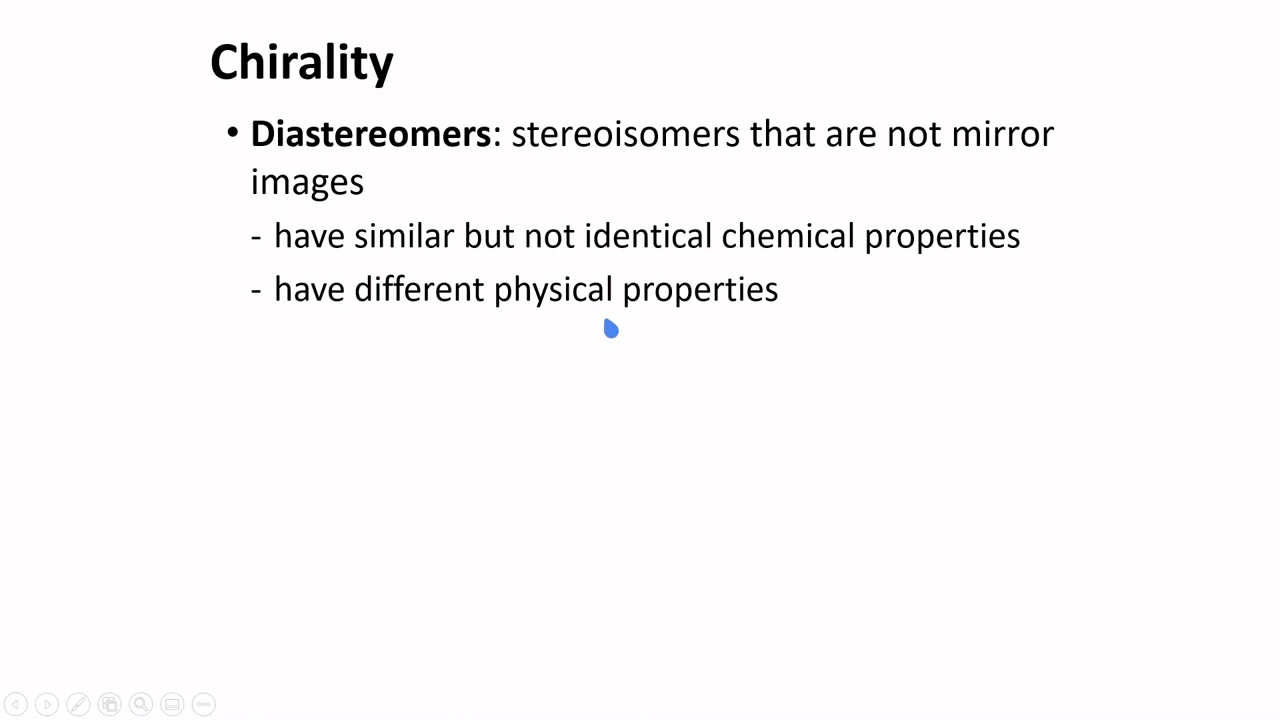 Chirality
• Diastereomers: stereoisomers that are not mirror
images
- have similar but not identical chemical properties
- have different physical properties